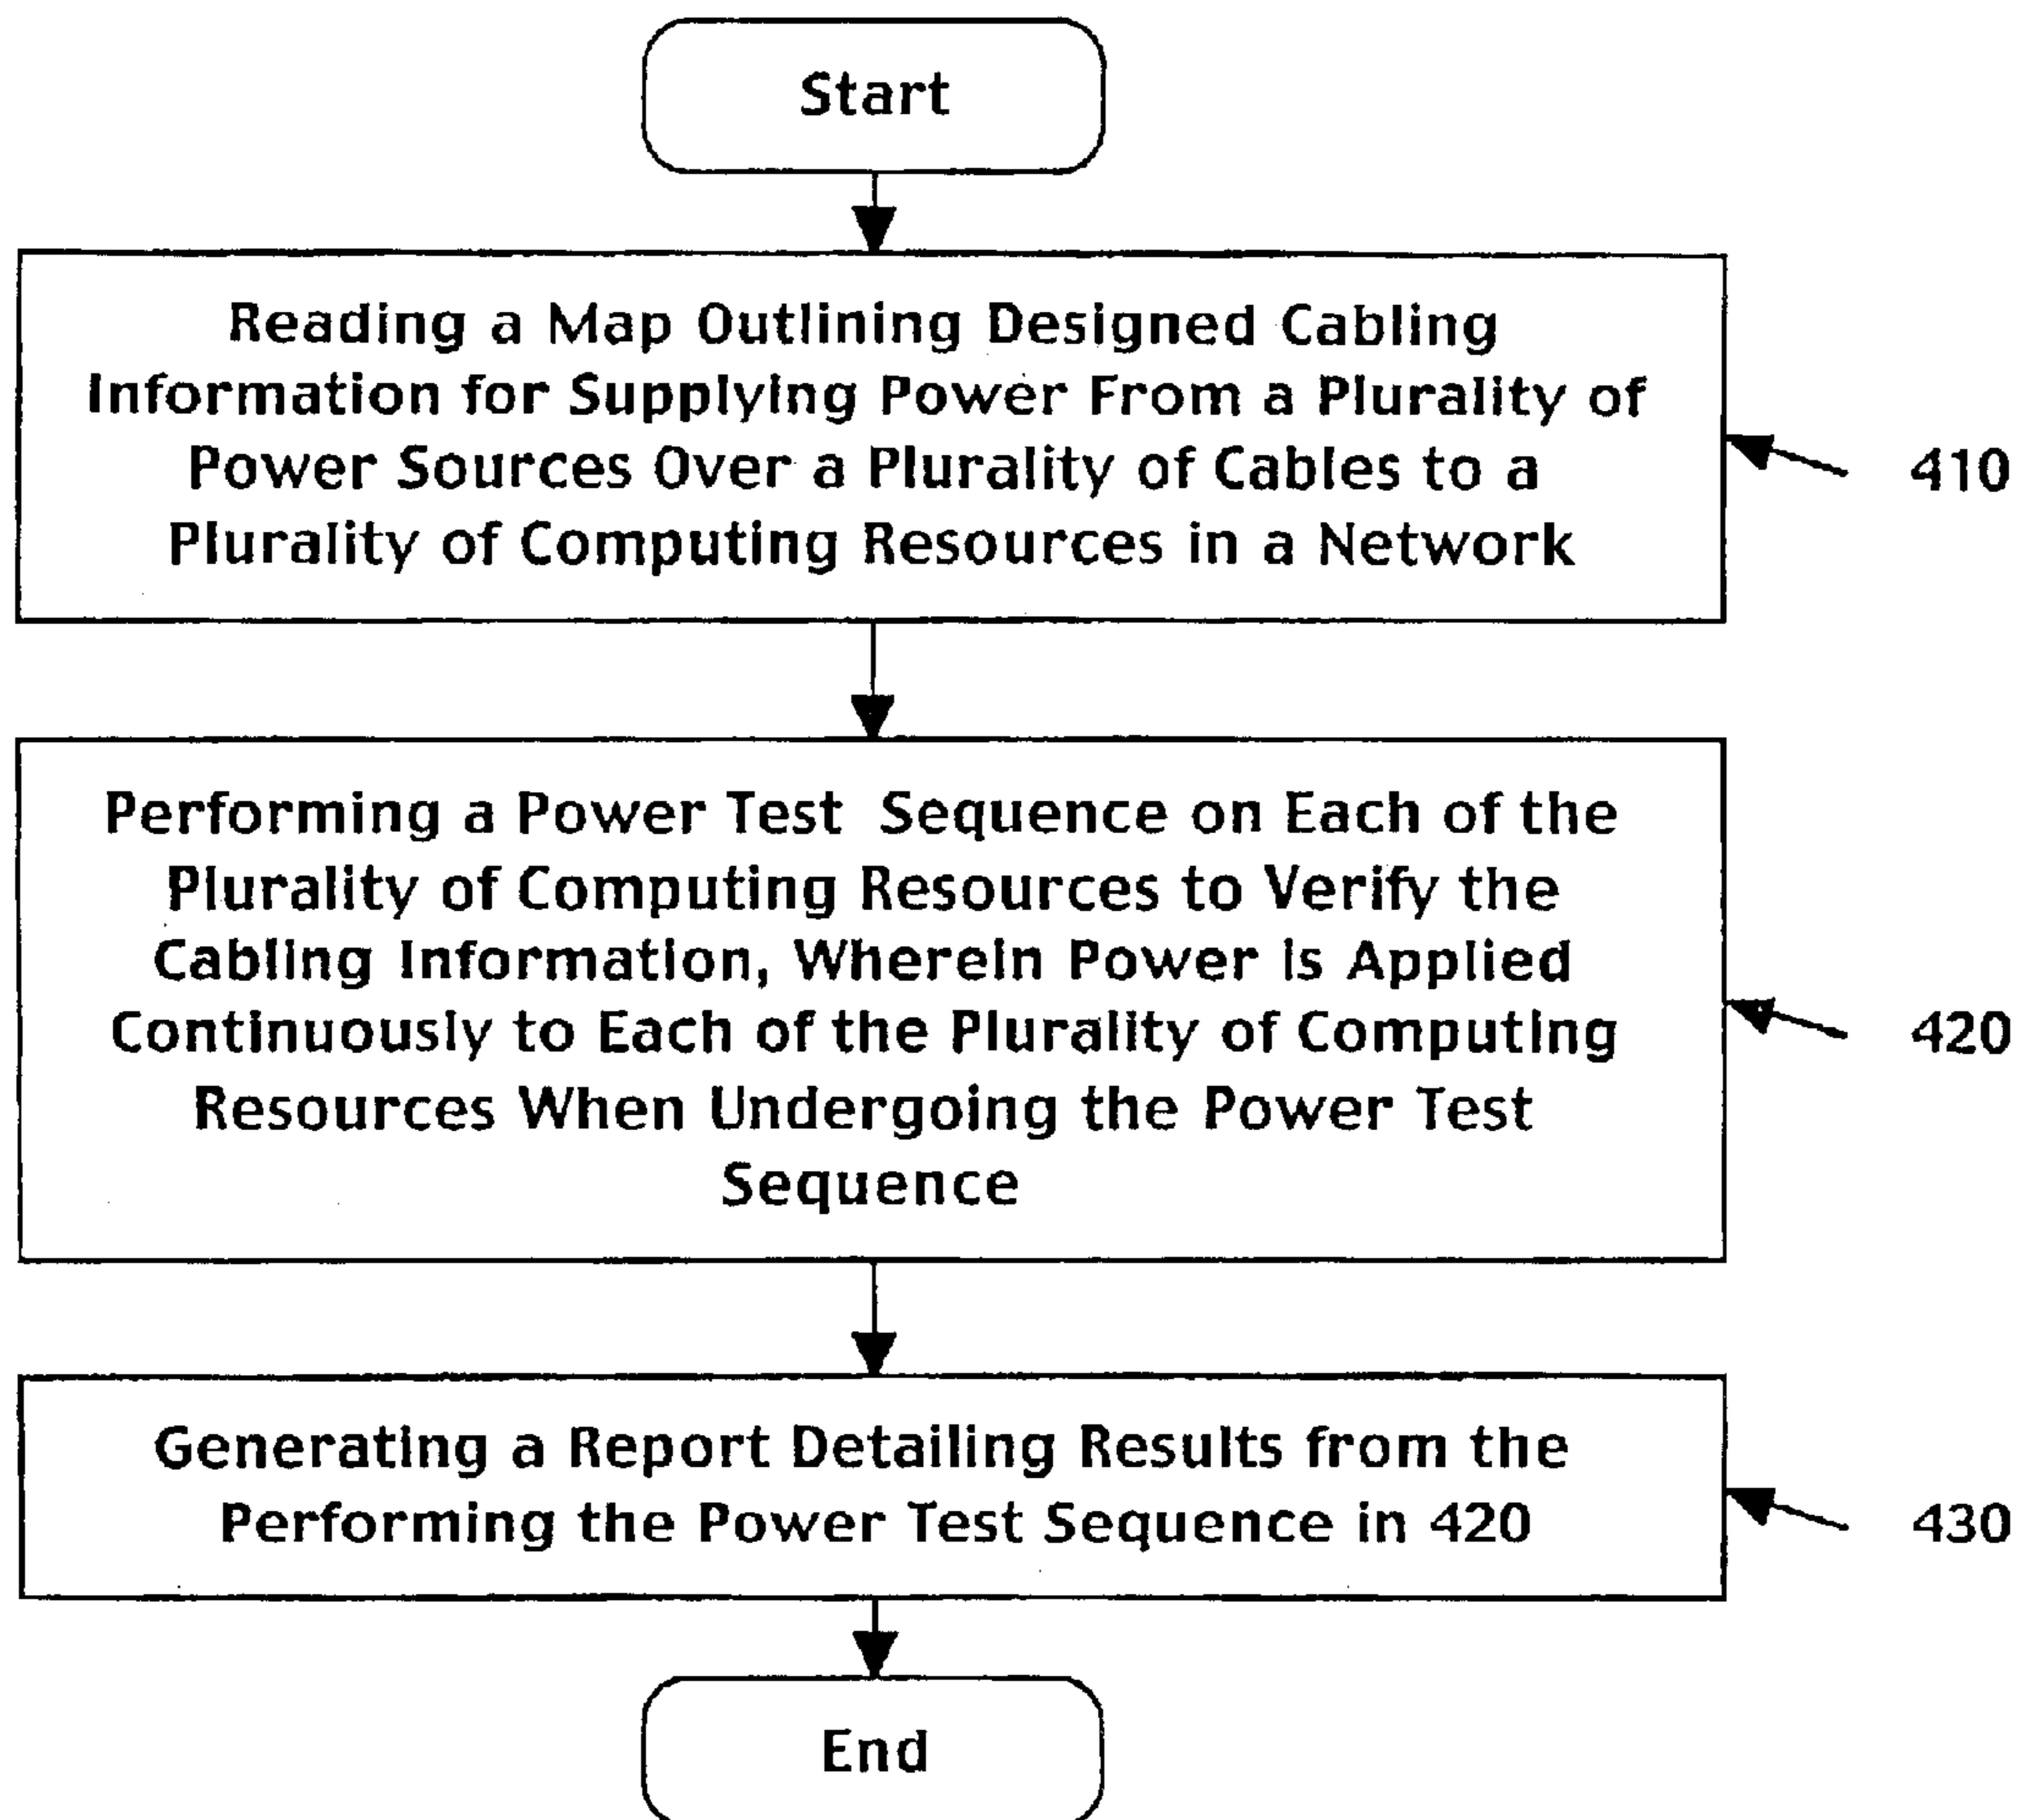 Start
Reading a Map Outlining Designed Cabling
Information for Supplying Power From a Plurality of
Power Sources Over a Plurality of Cables to a
Plurality of Computing Resources in a Network
410
Performing a Power Test Sequence on Each of the
Plurality of Computing Resources to Verify the
Cabling Information, Wherein Power is Applied
Continuously to Each of the Plurality of Computing
Resources When Undergoing the Power Test
Sequence
420
Generating a Report Detailing Results from the
Performing the Power Test Sequence in 420
430
End